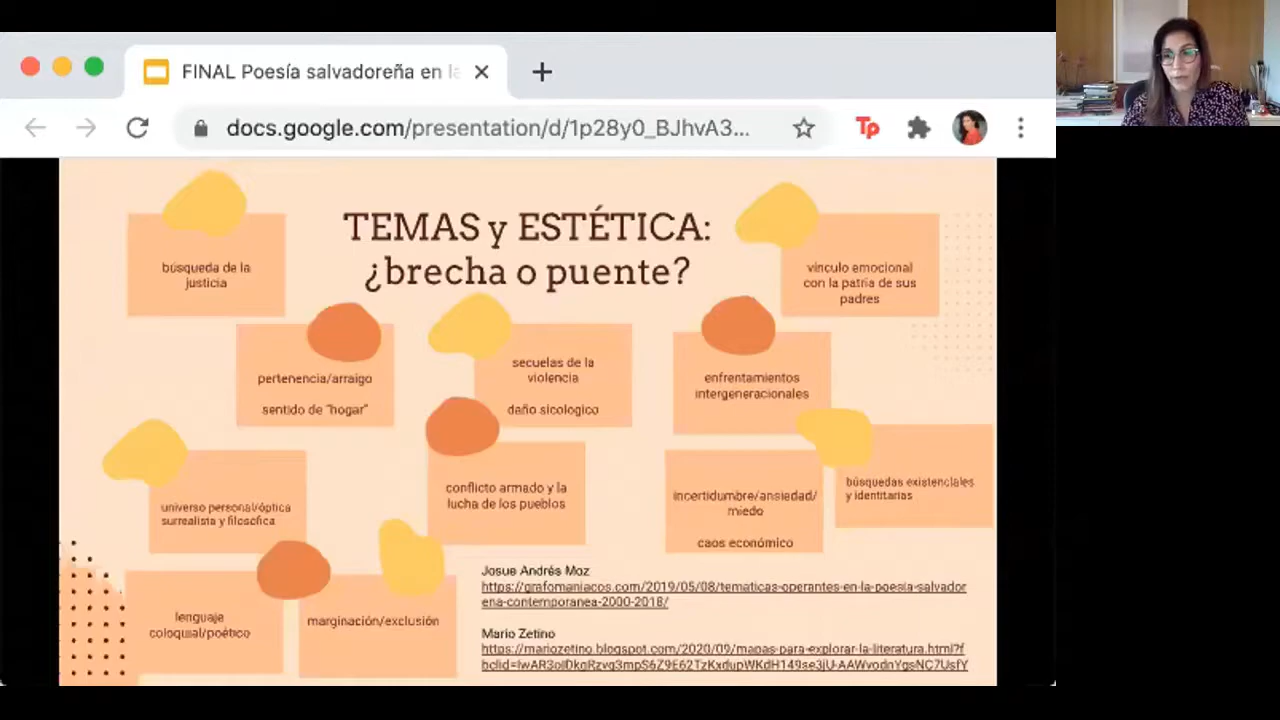 FINAL Poesía salvadoreña en la
docs.google.com/presentation/d/1p28y0_BJhvA3...
Tp
TEMAS y ESTÉTICA:
¿brecha o puente?
búsqueda de la
justicia
vínculo emocional
con la patria de sus
padres
pertenencia/arraigo
sentido de "hogar"
secuelas de la
violencia
daño sicologico
enfrentamientos
intergeneracionales
universo personal/óptica
surrealista y filosófica
conflicto armado y la
lucha de los pueblos
incertidumbre/ansiedad/
miedo
caos económico
búsquedas existenciales
y identitarias
lenguaje
coloquial/poético
marginación/exclusión
Josue Andrés Moz
https://grafomaniacos.com/2019/05/08/tematicas-operantes-en-la-poesia-salvador
ena-contemporanea-2000-2018/
Mario Zetino
https://mariozetino.blogspot.com/2020/09/mapas-para-explorar-la-literatura.html?f